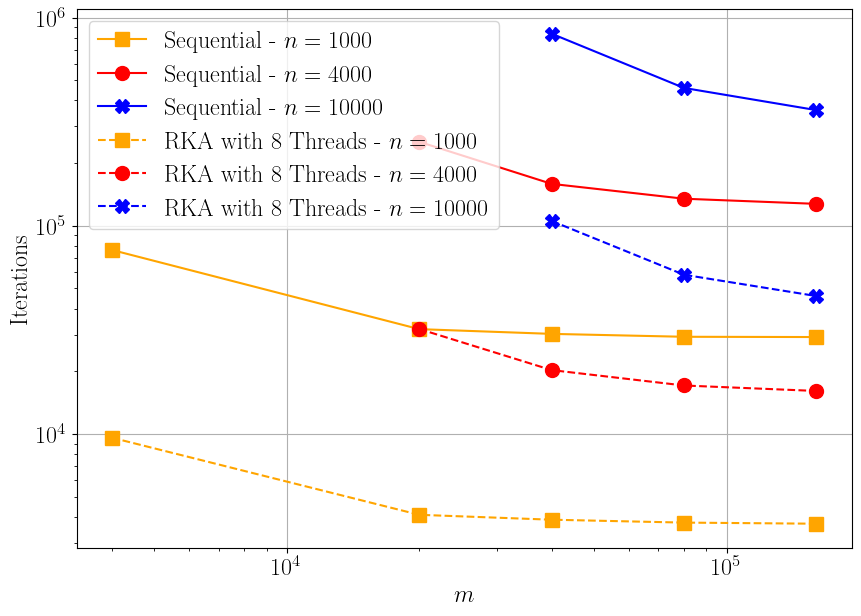 10^6
Sequential - n = 1000
Sequential - n = 4000
Sequential - n = 10000
RKA with 8 Threads - n = 1000
RKA with 8 Threads - n = 4000
RKA with 8 Threads - n = 10000
10^5
Iterations
10^4
10^4
10^5
m